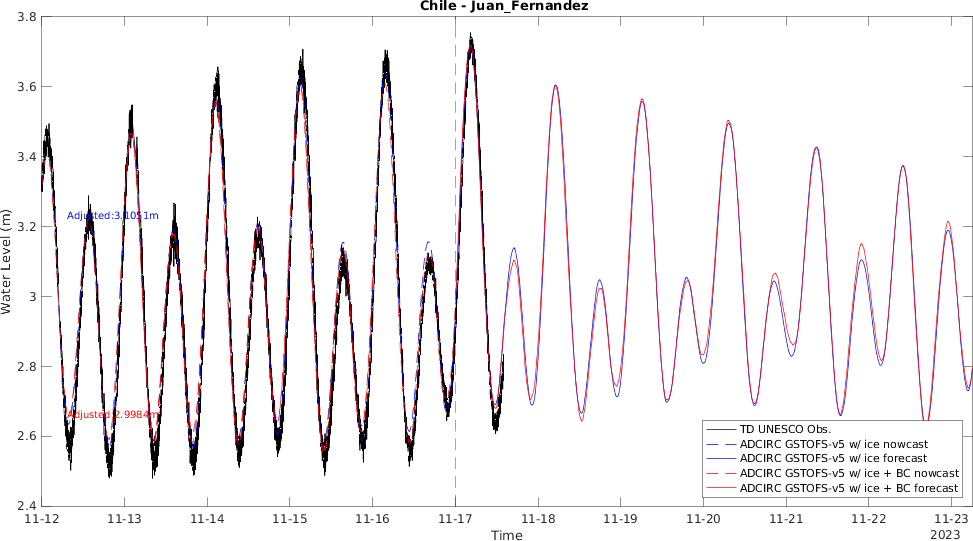 Chile - Juan_Fernandez
3.8
3.6
3.4
3.2
3
2.8
2.6
2.4
Water Level (m)
Adjusted:3.1051m
Adjusted:2.9984m
TD UNESCO Obs.
ADCIRC GSTOFS-v5 w/ ice nowcast
ADCIRC GSTOFS-v5 w/ ice forecast
ADCIRC GSTOFS-v5 w/ ice + BC nowcast
ADCIRC GSTOFS-v5 w/ ice + BC forecast
11-12 11-13 11-14 11-15 11-16 11-17 11-18 11-19 11-20 11-21 11-22 11-23
Time
2023